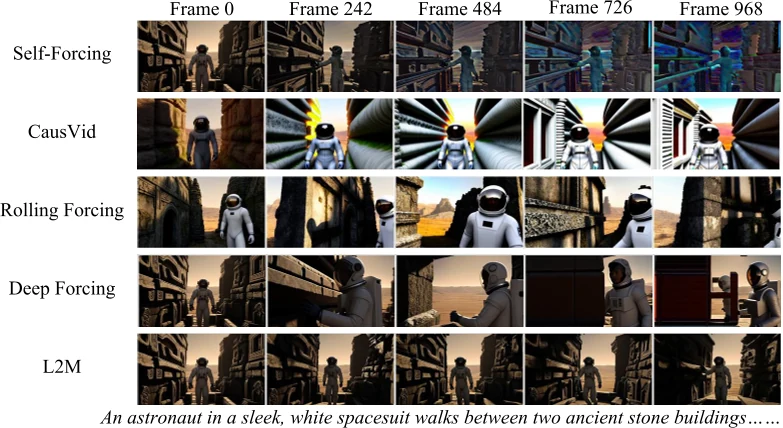 Frame 0 Frame 242 Frame 484 Frame 726 Frame 968
Self-Forcing
CausVid
Rolling Forcing
Deep Forcing
L2M
An astronaut in a sleek, white spacesuit walks between two ancient stone buildings……